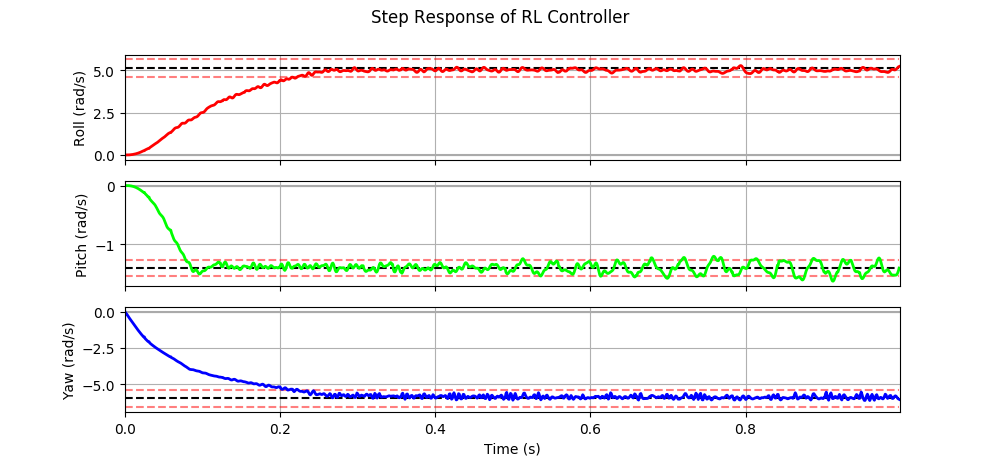 Step Response of RL Controller
Roll (rad/s)
5.0
2.5
0.0
Pitch (rad/s)
0
−1
Yaw (rad/s)
0.0
−2.5
−5.0
0.0 0.2 0.4 0.6 0.8
Time (s)